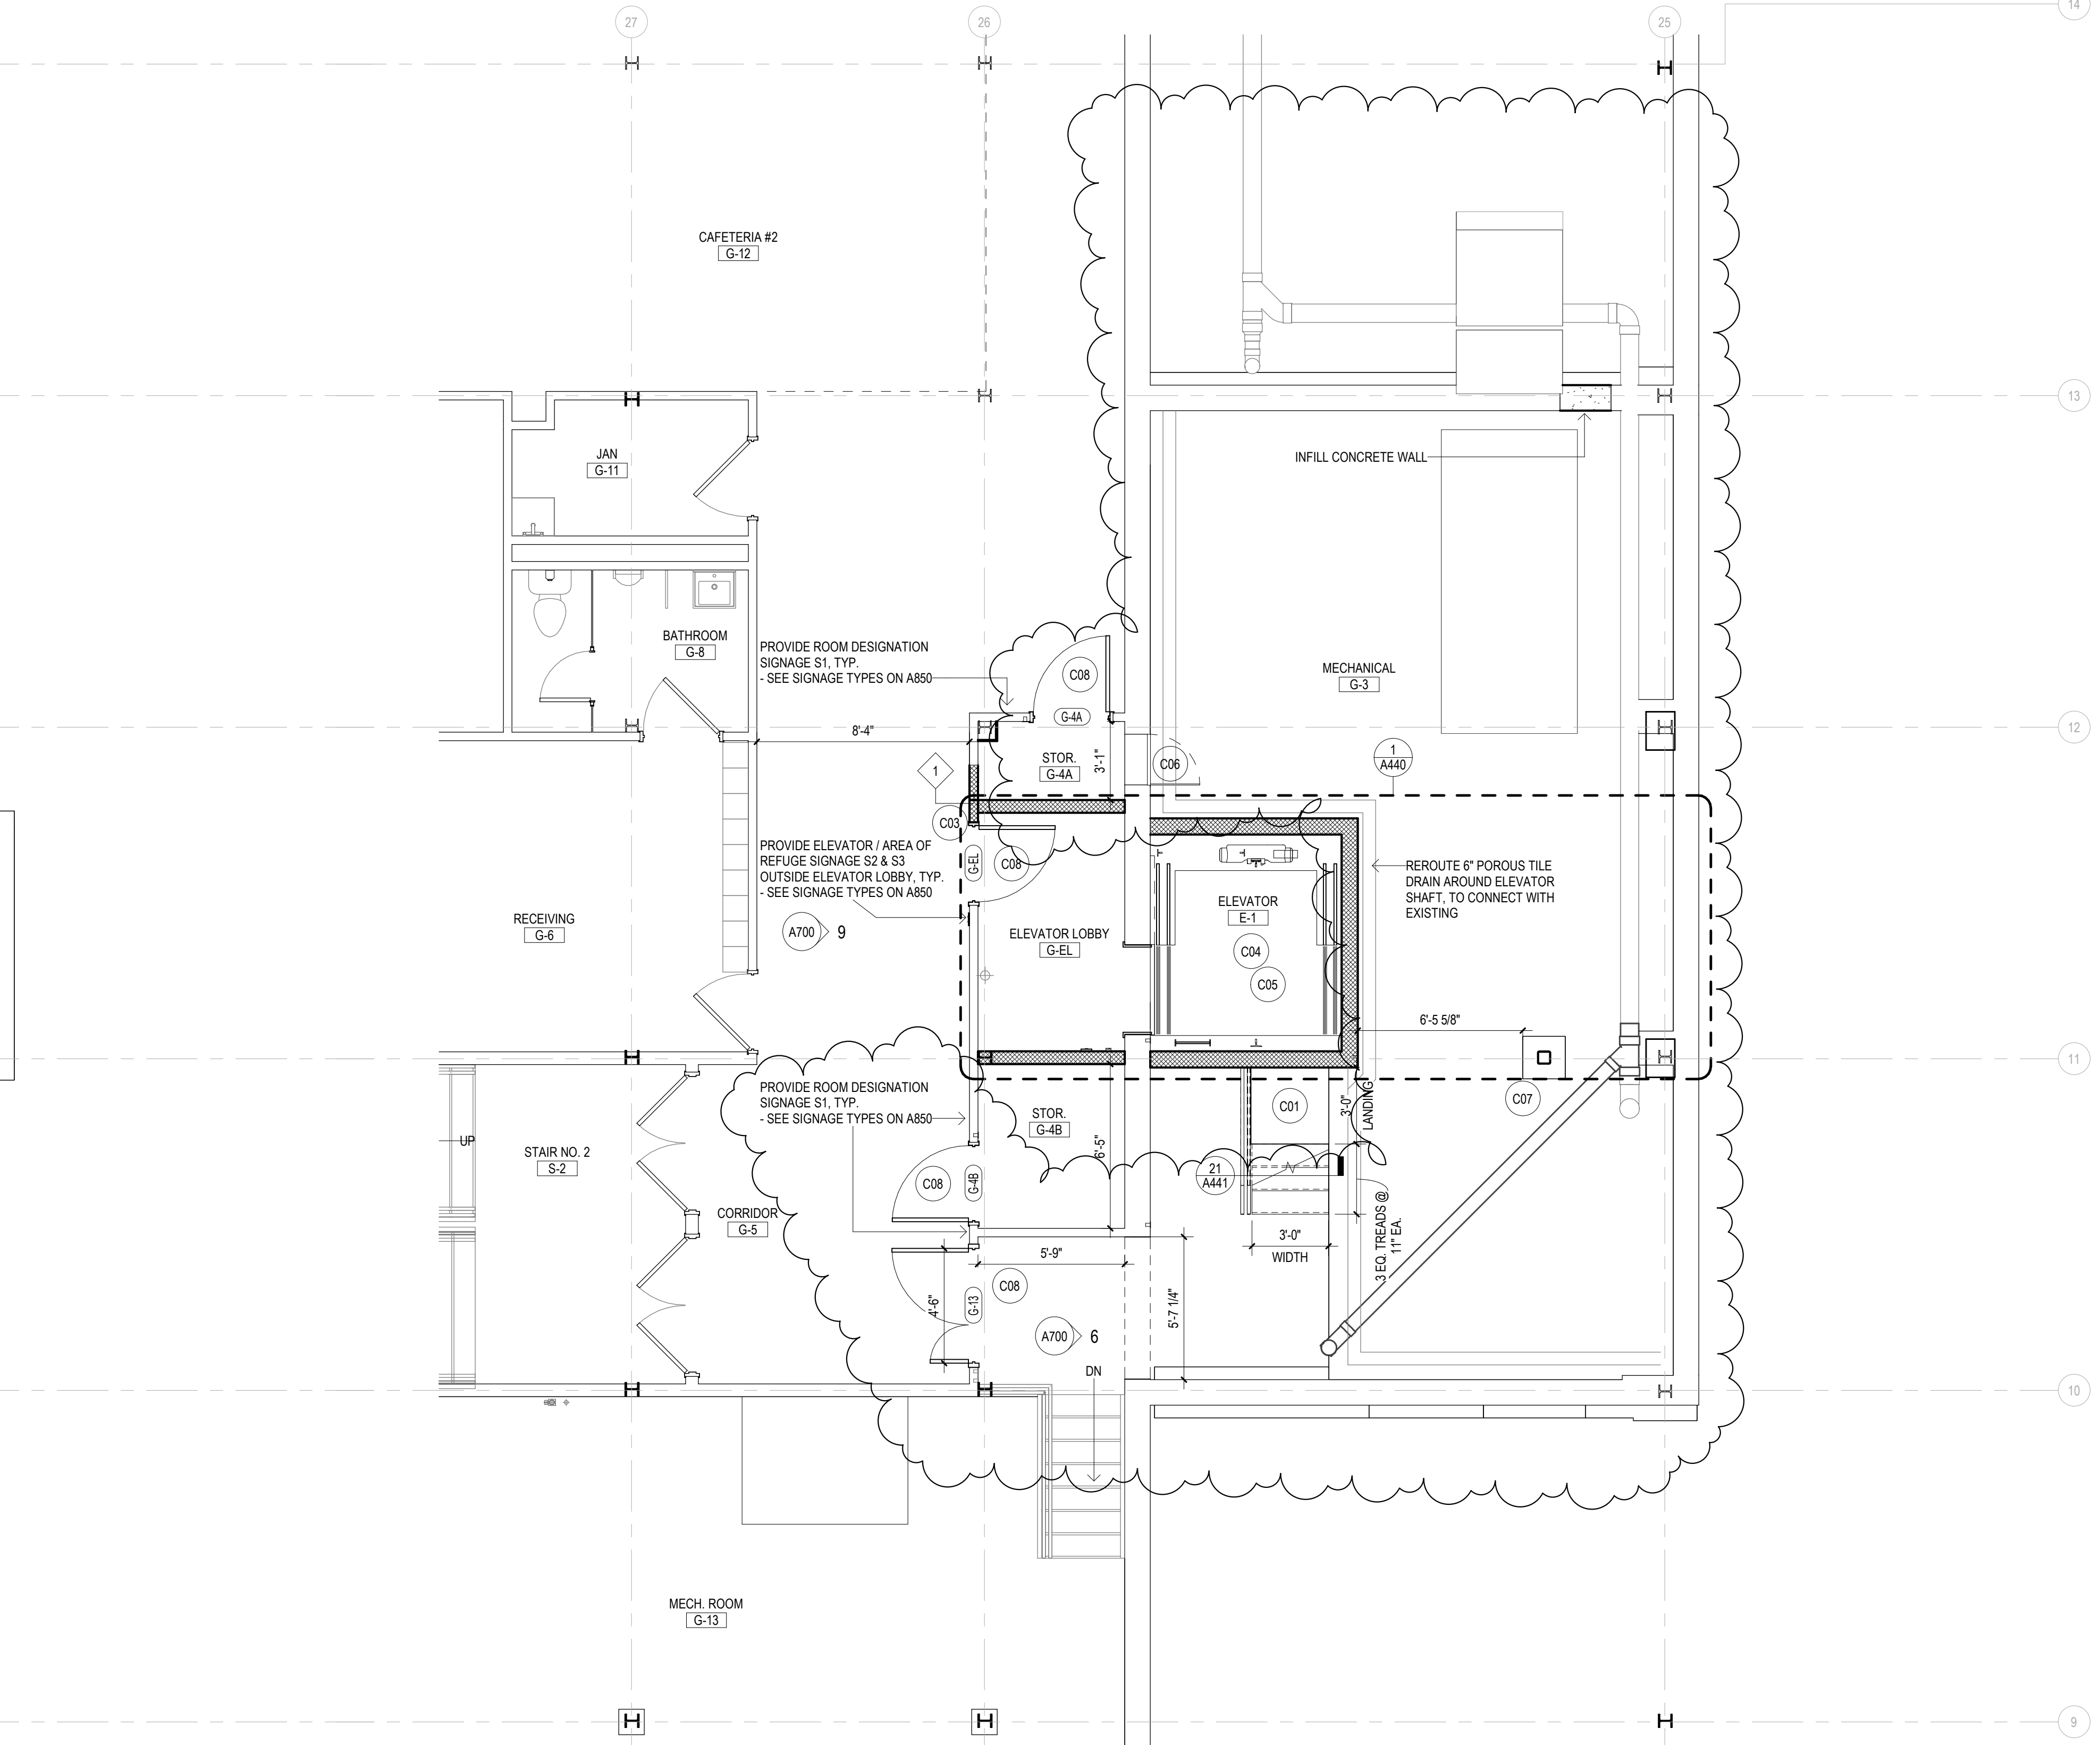 14
27
26
25
CAFETERIA #2
G-12
13
JAN
G-11
INFILL CONCRETE WALL
BATHROOM
G-8
PROVIDE ROOM DESIGNATION
SIGNAGE S1, TYP.
- SEE SIGNAGE TYPES ON A850
C08
G-4A
MECHANICAL
G-3
12
8'-4"
STOR.
G-4A
3'-1"
C06
1
A440
1
C03
PROVIDE ELEVATOR / AREA OF
REFUGE SIGNAGE S2 & S3
OUTSIDE ELEVATOR LOBBY, TYP.
- SEE SIGNAGE TYPES ON A850
G-EL
C08
REROUTE 6" POROUS TILE
DRAIN AROUND ELEVATOR
SHAFT, TO CONNECT WITH
EXISTING
ELEVATOR
E-1
RECEIVING
G-6
A700
9
ELEVATOR LOBBY
G-EL
C04
C05
6'-5 5/8"
11
PROVIDE ROOM DESIGNATION
SIGNAGE S1, TYP.
- SEE SIGNAGE TYPES ON A850
STOR.
G-4B
6'-5"
C01
3'-0"
LANDING
C07
UP
STAIR NO. 2
S-2
C08
G-4B
21
A441
CORRIDOR
G-5
3 EQ. TREADS @
11" EA.
3'-0"
WIDTH
5'-9"
C08
G-13
4'-6"
5'-7 1/4"
A700
6
DN
10
MECH. ROOM
G-13
9